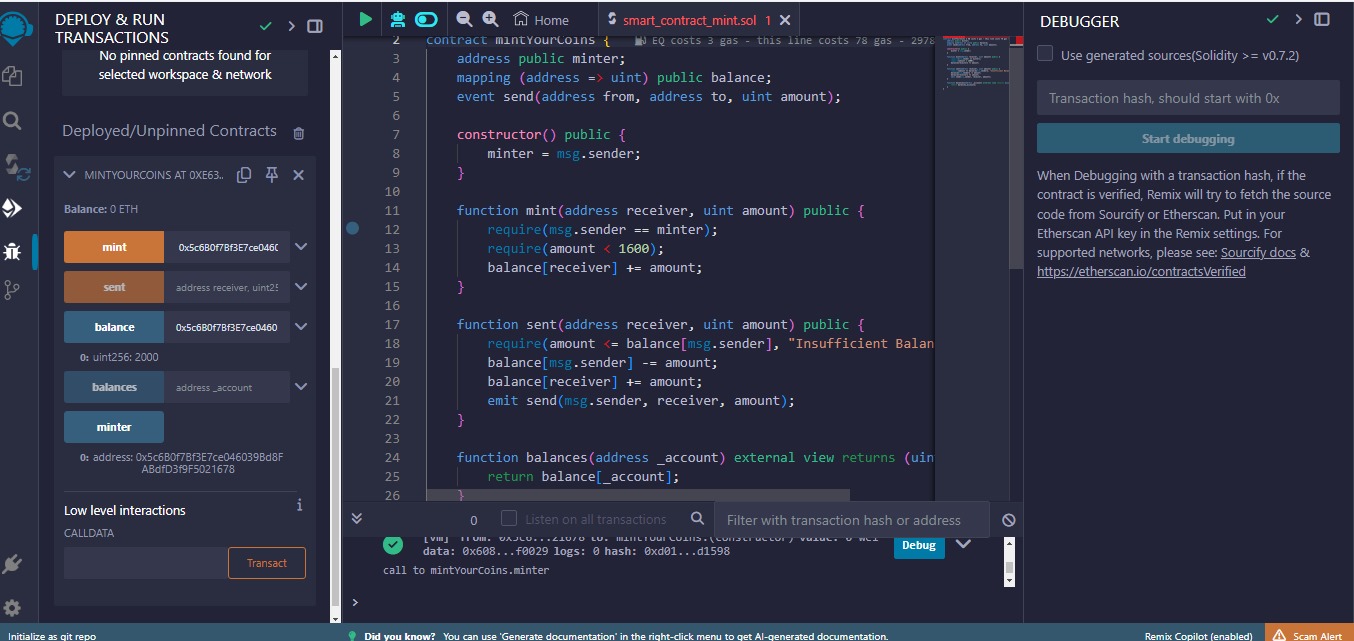 DEPLOY & RUN
TRANSACTIONS
No pinned contracts found for
selected workspace & network
Deployed/Unpinned Contracts
MINTYOURCOINS AT 0XE63...
Balance: 0 ETH
mint 0x5c6B0f7Bf3E7ce0460
sent address receiver, uint25
balance 0x5c6B0f7Bf3E7ce0460
0: uint256: 2000
balances address _account
minter
0: address: 0x5c6B0f7Bf3E7ce046039Bd8F
ABdfD3f9F5021678
Low level interactions i
CALLDATA
Transact
Home
smart_contract_mint.sol 1
2 contract mintYourCoins { EQ costs 3 gas - this line costs 78 gas - 2978
3 address public minter;
4 mapping (address => uint) public balance;
5 event send(address from, address to, uint amount);
6
7 constructor() public {
8 minter = msg.sender;
9 }
10
11 function mint(address receiver, uint amount) public {
12 require(msg.sender == minter);
13 require(amount < 1600);
14 balance[receiver] += amount;
15 }
16
17 function sent(address receiver, uint amount) public {
18 require(amount <= balance[msg.sender], "Insufficient Balan
19 balance[msg.sender] -= amount;
20 balance[receiver] += amount;
21 emit send(msg.sender, receiver, amount);
22 }
23
24 function balances(address _account) external view returns (uin
25 return balance[_account];
26 }
0 Listen on all transactions Filter with transaction hash or address
[vm] from: 0x5c6...21678 to: mintYourCoins.(constructor) value: 0 wei
data: 0x608...f0029 logs: 0 hash: 0xd01...d1598
Debug
call to mintYourCoins.minter
>
DEBUGGER
Use generated sources(Solidity >= v0.7.2)
Transaction hash, should start with 0x
Start debugging
When Debugging with a transaction hash, if the
contract is verified, Remix will try to fetch the source
code from Sourcify or Etherscan. Put in your
Etherscan API key in the Remix settings. For
supported networks, please see: Sourcify docs &
https://etherscan.io/contractsVerified
Initialize as git repo
Did you know? You can use 'Generate documentation' in the right-click menu to get AI-generated documentation.
Remix Copilot (enabled)
Scam Alert